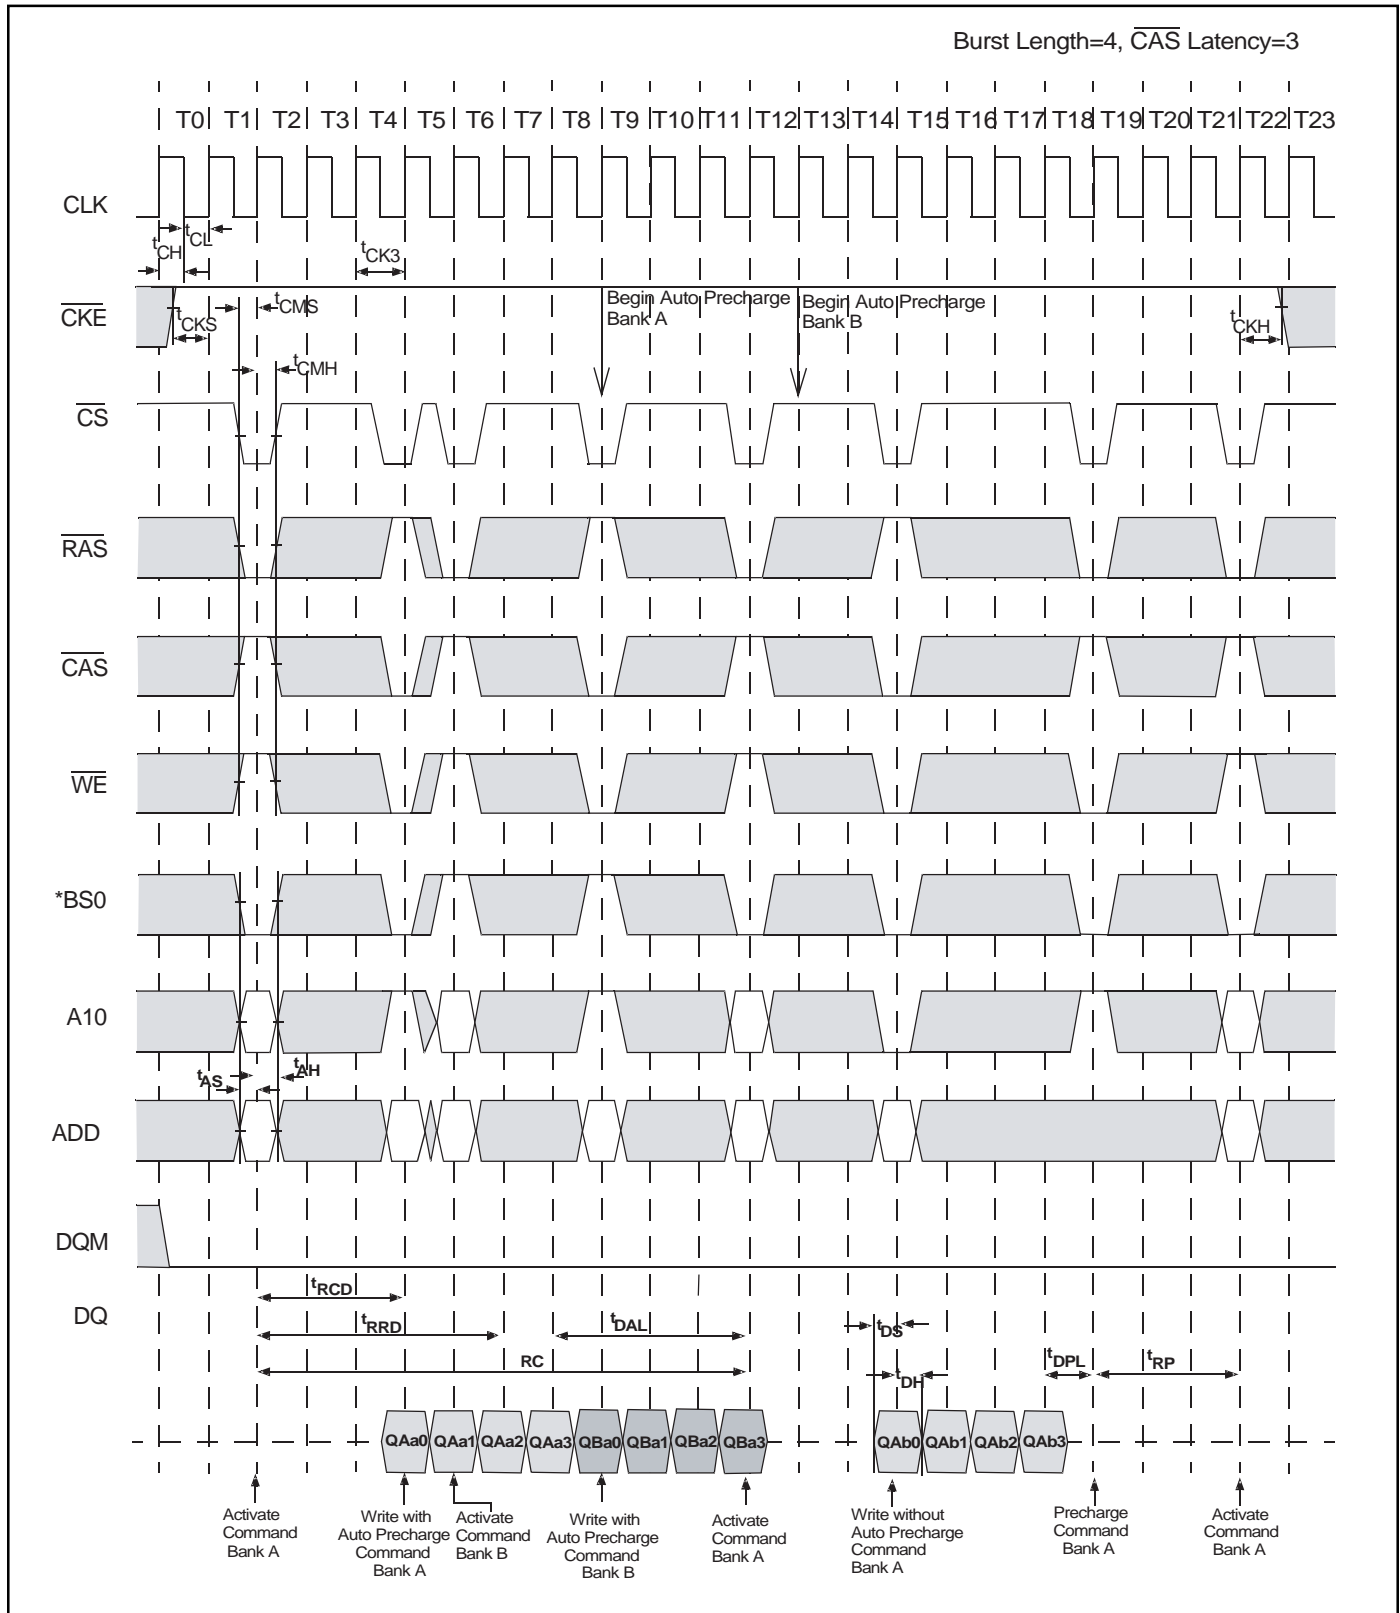 Burst Length=4, CAS Latency=3
T0 T1 T2 T3 T4 T5 T6 T7 T8 T9 T10 T11 T12 T13 T14 T15 T16 T17 T18 T19 T20 T21 T22 T23
CLK
tCH
tCL
tCK3
CKE
tCKS
tCMS
tCMH
Begin Auto Precharge
Bank A
Begin Auto Precharge
Bank B
tCKH
CS
RAS
CAS
WE
*BS0
A10
tAS
tAH
ADD
DQM
DQ
tRCD
tRRD
tDAL
RC
tDS
tDH
tDPL
tRP
QAa0 QAa1 QAa2 QAa3 QBa0 QBa1 QBa2 QBa3 QAb0 QAb1 QAb2 QAb3
Activate
Command
Bank A
Write with
Auto Precharge
Command
Bank A
Activate
Command
Bank B
Write with
Auto Precharge
Command
Bank B
Activate
Command
Bank A
Write without
Auto Precharge
Command
Bank A
Precharge
Command
Bank A
Activate
Command
Bank A